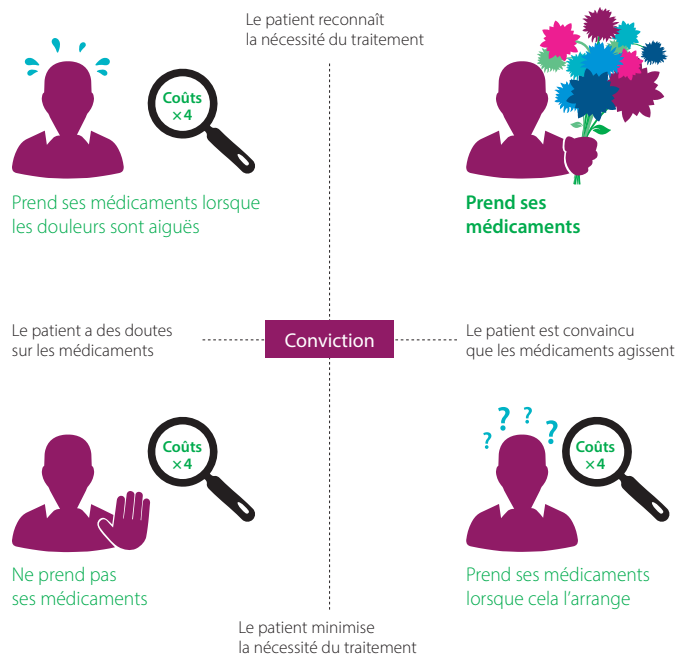 Le patient reconnaît
la nécessité du traitement
Coûts
×4
Prend ses médicaments lorsque
les douleurs sont aiguës
Prend ses
médicaments
Le patient a des doutes
sur les médicaments
Conviction
Le patient est convaincu
que les médicaments agissent
Coûts
×4
Ne prend pas
ses médicaments
? ? ? ?
Coûts
×4
Prend ses médicaments
lorsque cela l’arrange
Le patient minimise
la nécessité du traitement